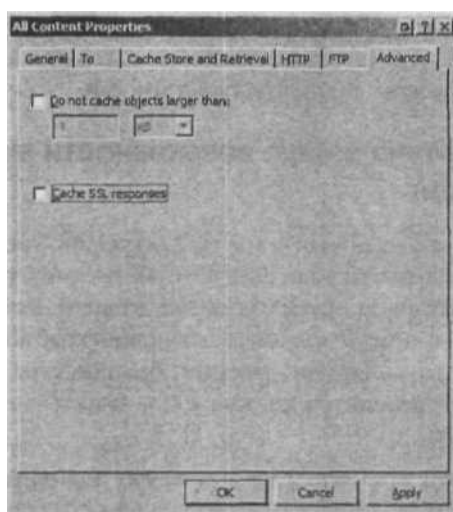 All Content Properties
General To Cache Store and Retrieval HTTP FTP Advanced
Do not cache objects larger than:
1
Cache SSL responses
OK Cancel Apply